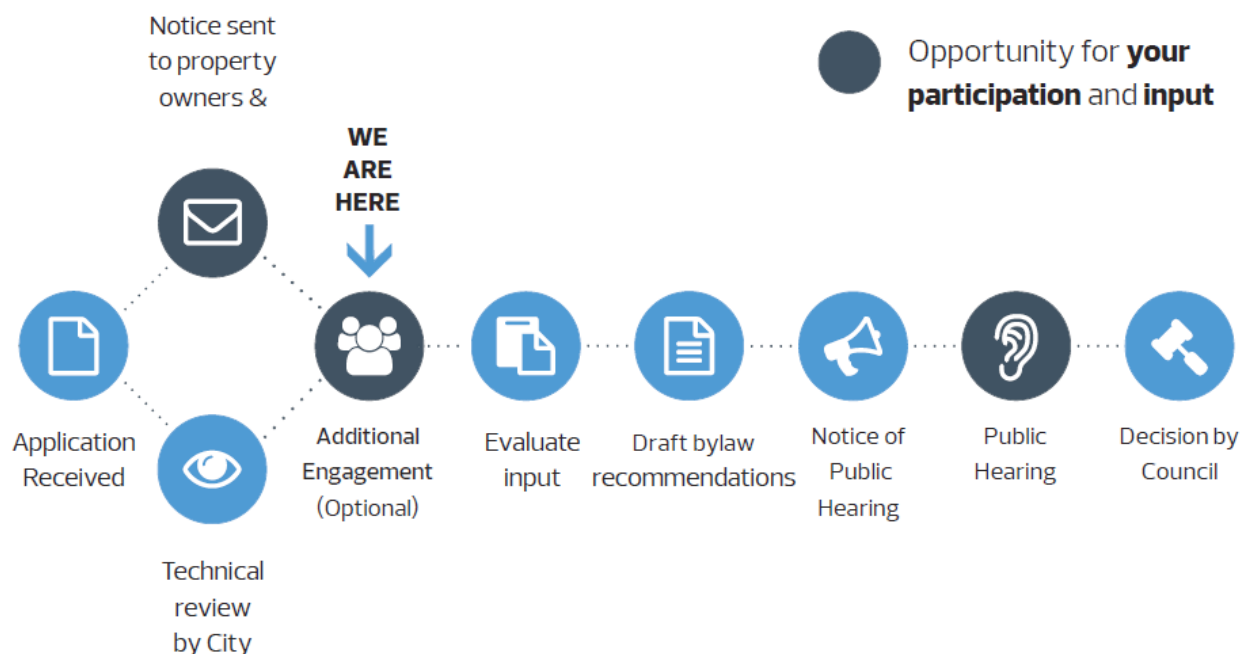 Notice sent
to property
owners &
Opportunity for your
participation and input
WE
ARE
HERE
Application
Received
Technical
review
by City
Additional
Engagement
(Optional)
Evaluate
input
Draft bylaw
recommendations
Notice of
Public
Hearing
Public
Hearing
Decision by
Council